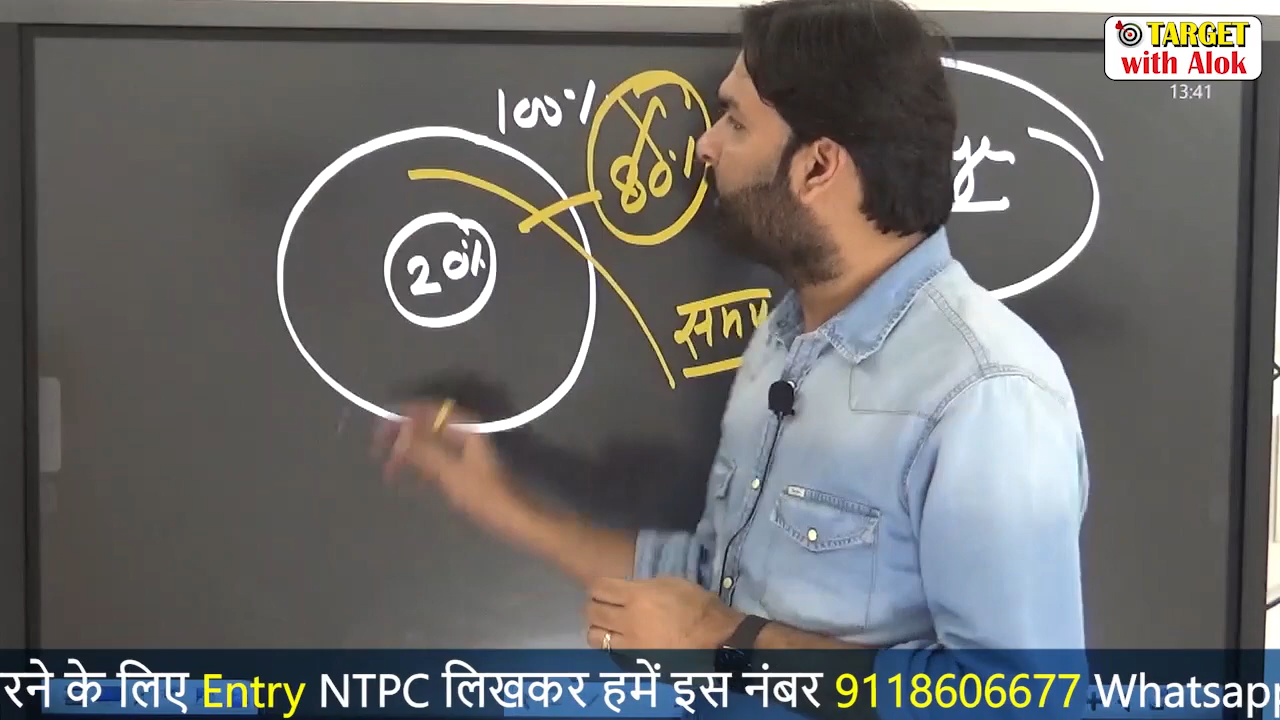 TARGET
with Alok
13:41
100%
80%
20%
रने के लिए Entry NTPC लिखकर हमें इस नंबर 9118606677 Whatsapp